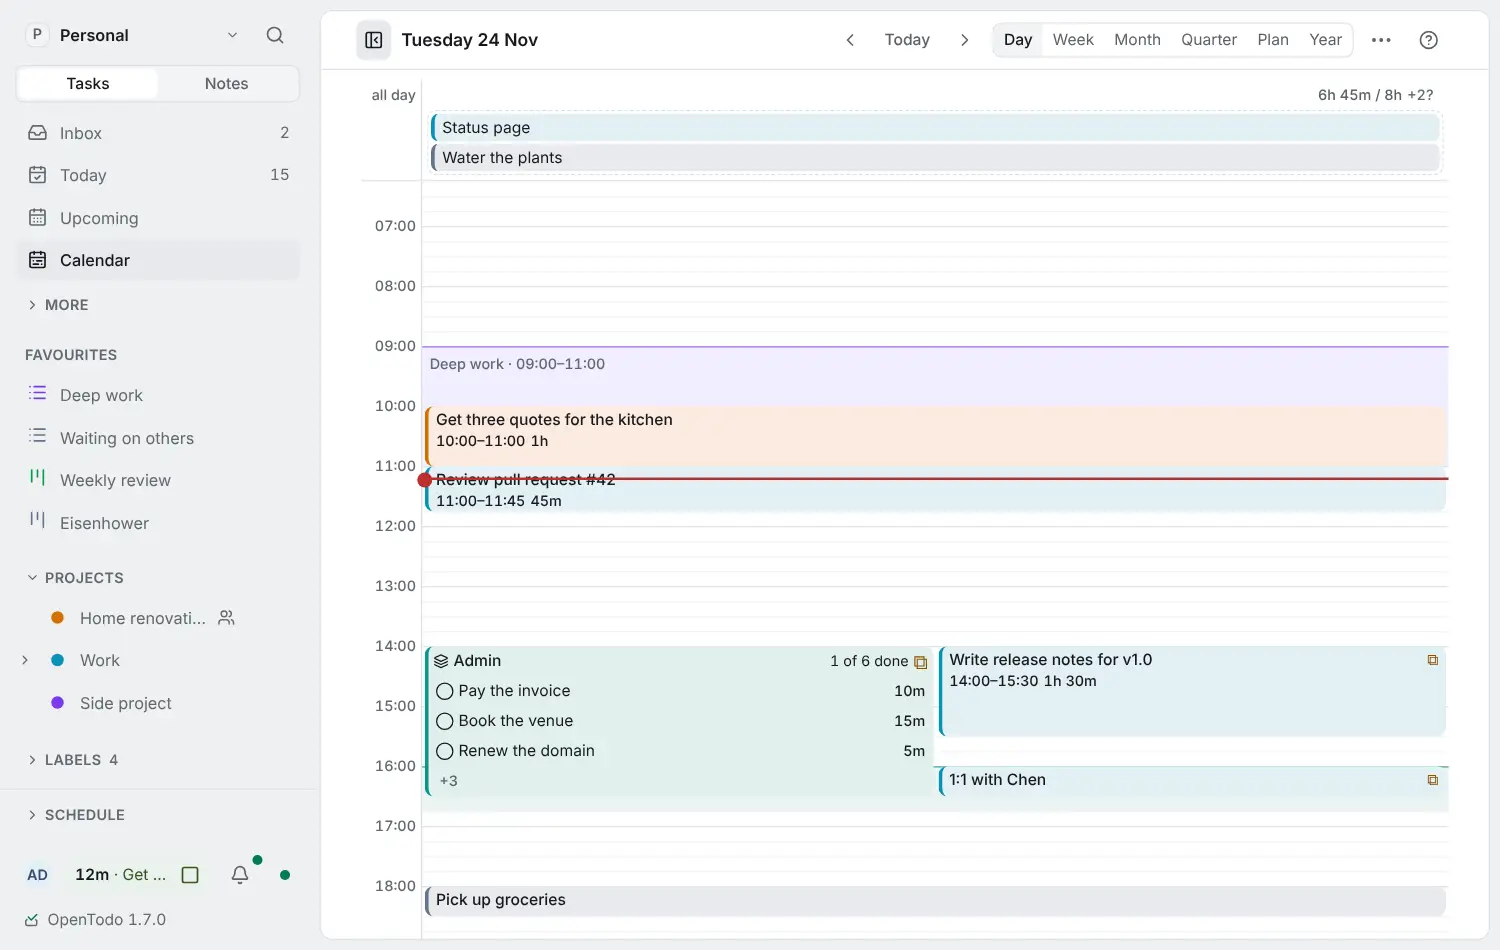 P Personal
Tasks Notes
Inbox 2
Today 15
Upcoming
Calendar
MORE
FAVOURITES
Deep work
Waiting on others
Weekly review
Eisenhower
PROJECTS
Home renovati...
Work
Side project
LABELS 4
SCHEDULE
AD 12m · Get ...
OpenTodo 1.7.0
Tuesday 24 Nov
Today
Day Week Month Quarter Plan Year
all day
6h 45m / 8h +2?
Status page
Water the plants
07:00
08:00
09:00
Deep work · 09:00–11:00
10:00
Get three quotes for the kitchen
10:00–11:00 1h
11:00
Review pull request #42
11:00–11:45 45m
12:00
13:00
14:00
Admin 1 of 6 done
Pay the invoice 10m
Book the venue 15m
Renew the domain 5m
+3
Write release notes for v1.0
14:00–15:30 1h 30m
15:00
16:00
1:1 with Chen
17:00
18:00
Pick up groceries